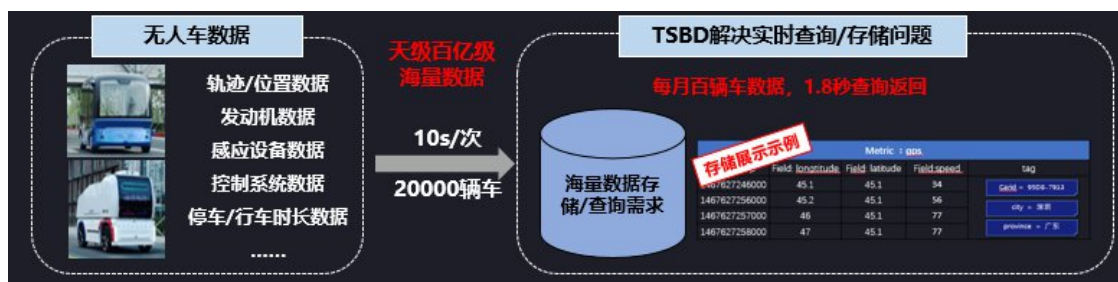 无人车数据
轨迹/位置数据
发动机数据
感应设备数据
控制系统数据
停车/行车时长数据
......
天级百亿级
海量数据
10s/次
20000辆车
TSBD解决实时查询/存储问题
每月百辆车数据，1.8秒查询返回
海量数据存
储/查询需求
存储展示示例
Metric : gps
Field: longtitude Field: latitude Field:speed tag
1467627246000 45.1 45.1 34
1467627256000 45.2 45.1 56
1467627257000 46 45.1 77
1467627258000 47 45.1 77
city = 深圳
province = 广东